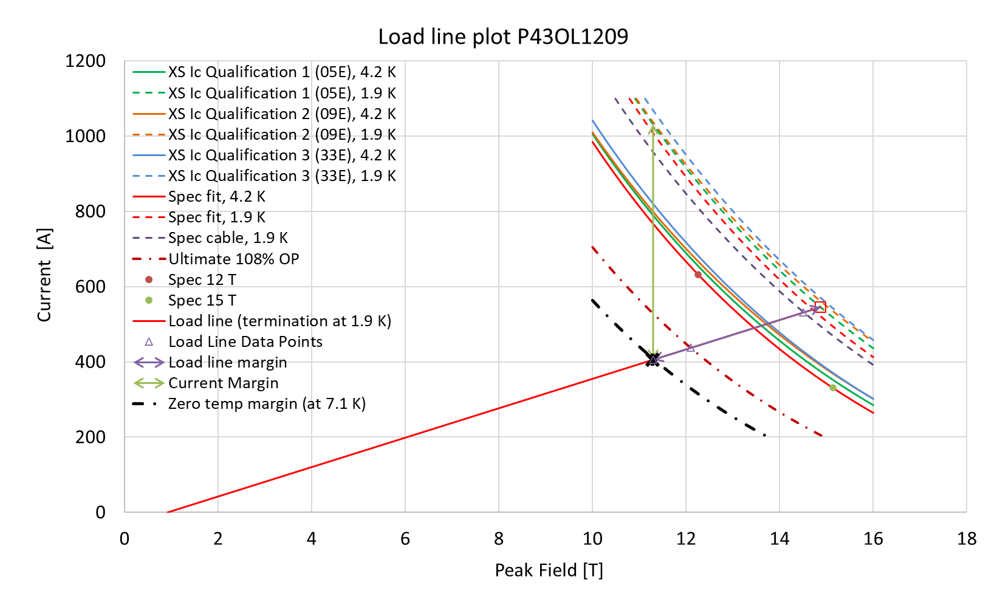 Load line plot P43OL1209
1200
1000
800
600
400
200
0
Current [A]
XS Ic Qualification 1 (05E), 4.2 K
XS Ic Qualification 1 (05E), 1.9 K
XS Ic Qualification 2 (09E), 4.2 K
XS Ic Qualification 2 (09E), 1.9 K
XS Ic Qualification 3 (33E), 4.2 K
XS Ic Qualification 3 (33E), 1.9 K
Spec fit, 4.2 K
Spec fit, 1.9 K
Spec cable, 1.9 K
Ultimate 108% OP
Spec 12 T
Spec 15 T
Load line (termination at 1.9 K)
Load Line Data Points
Load line margin
Current Margin
Zero temp margin (at 7.1 K)
0 2 4 6 8 10 12 14 16 18
Peak Field [T]